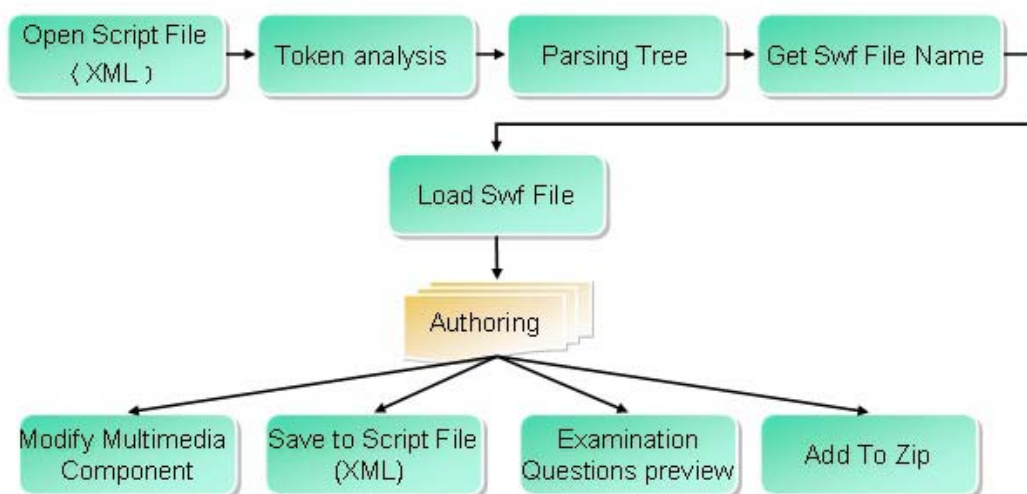 Open Script File
（XML）
Token analysis
Parsing Tree
Get Swf File Name
Load Swf File
Authoring
Modify Multimedia
Component
Save to Script File
(XML)
Examination
Questions preview
Add To Zip